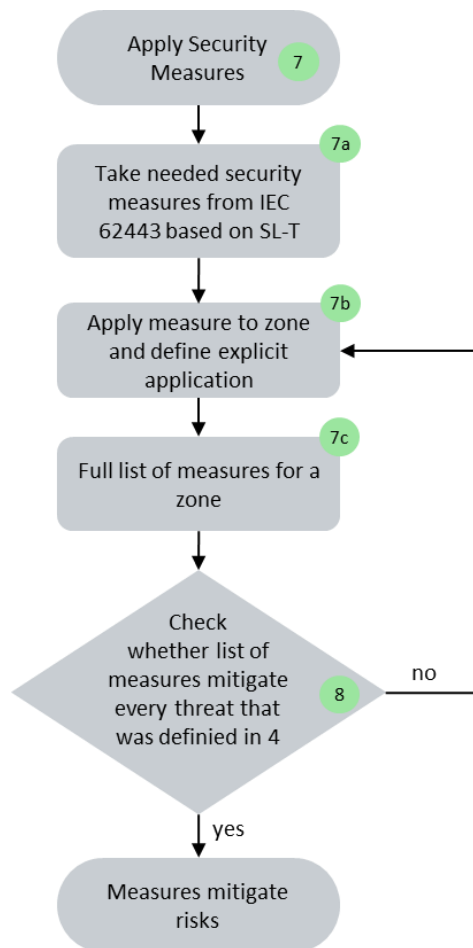 Apply Security
Measures
7
7a
Take needed security
measures from IEC
62443 based on SL-T
7b
Apply measure to zone
and define explicit
application
7c
Full list of measures for a
zone
Check
whether list of
measures mitigate
every threat that
was definied in 4
8
no
yes
Measures mitigate
risks